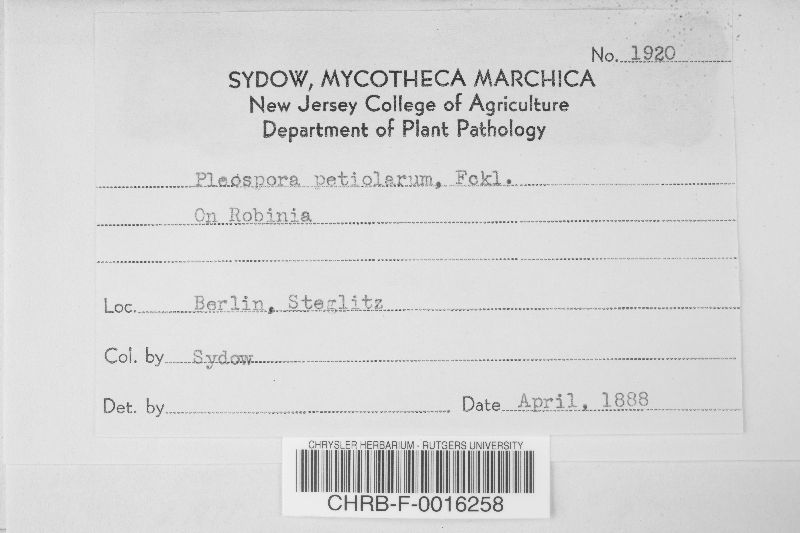 No. 1920
SYDOW, MYCOTHECA MARCHICA
New Jersey College of Agriculture
Department of Plant Pathology
Pleospora petiolarum, Fckl.
On Robinia
Loc. Berlin, Steglitz
Col. by Sydow
Det. by Date April, 1888
CHRYSLER HERBARIUM - RUTGERS UNIVERSITY
CHRB-F-0016258